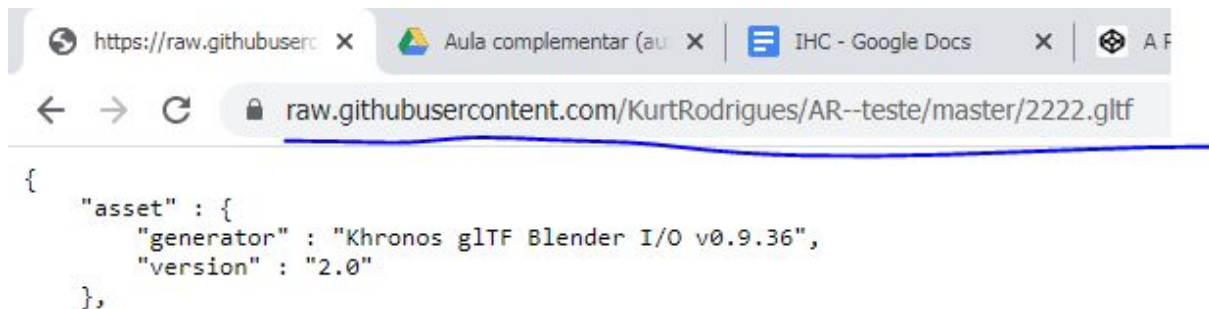 https://raw.githubuserc Aula complementar (au IHC - Google Docs A F
raw.githubusercontent.com/KurtRodrigues/AR--teste/master/2222.gltf
{
"asset" : {
"generator" : "Khronos glTF Blender I/O v0.9.36",
"version" : "2.0"
},